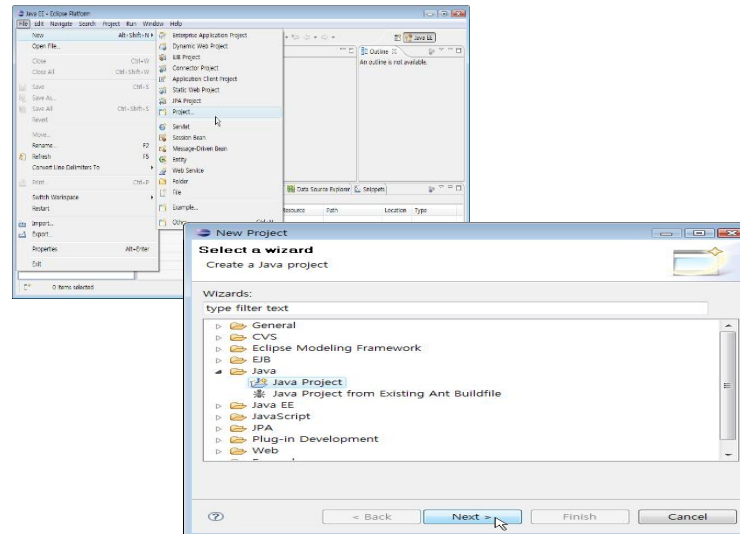 Java EE - Eclipse Platform
File Edit Navigate Search Project Run Window Help
New Alt+Shift+N
Open File...
Close Ctrl+W
Close All Ctrl+Shift+W
Save Ctrl+S
Save As...
Save All Ctrl+Shift+S
Revert
Move...
Rename... F2
Refresh F5
Convert Line Delimiters To
Print... Ctrl+P
Switch Workspace
Restart
Import...
Export...
Properties Alt+Enter
Exit
0 items selected
Enterprise Application Project
Dynamic Web Project
EJB Project
Connector Project
Application Client Project
Static Web Project
JPA Project
Project...
Servlet
Session Bean
Message-Driven Bean
Entity
Web Service
Folder
File
Example...
Other... Ctrl+N
Java EE
Outline
An outline is not available.
Data Source Explorer Snippets
Resource Path Location Type
New Project
Select a wizard
Create a Java project
Wizards:
type filter text
General
CVS
Eclipse Modeling Framework
EJB
Java
Java Project
Java Project from Existing Ant Buildfile
Java EE
JavaScript
JPA
Plug-in Development
Web
< Back Next > Finish Cancel